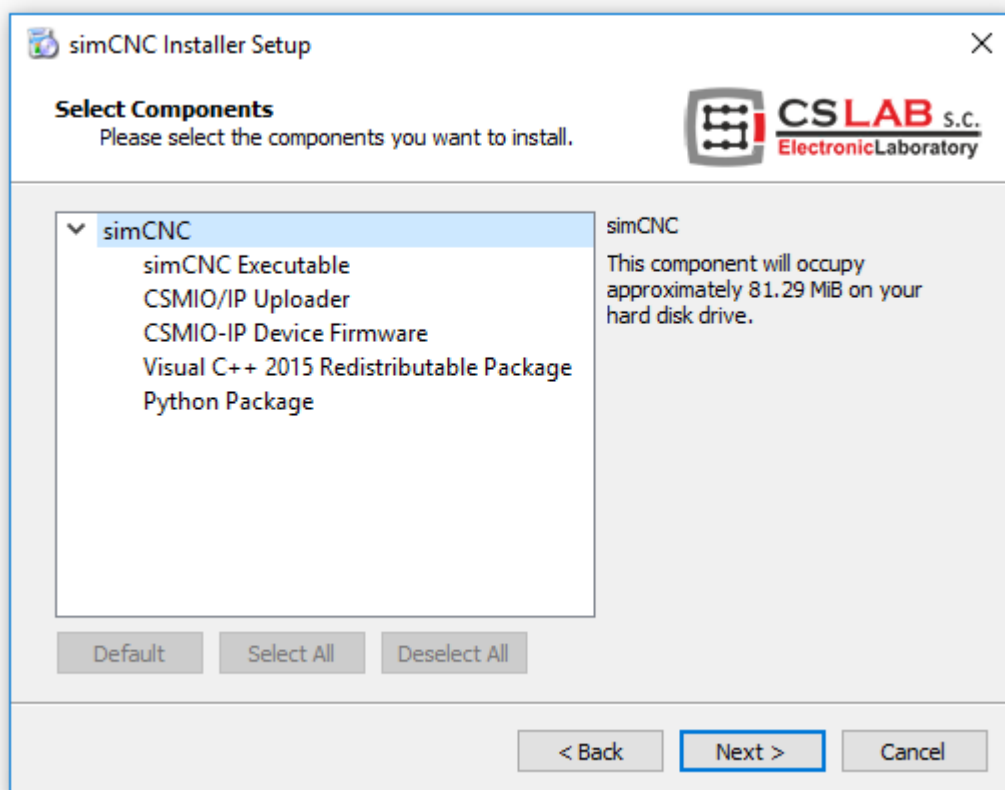 simCNC Installer Setup
Select Components
Please select the components you want to install.
CSLAB s.c.
ElectronicLaboratory
simCNC
simCNC Executable
CSMIO/IP Uploader
CSMIO-IP Device Firmware
Visual C++ 2015 Redistributable Package
Python Package
simCNC
This component will occupy
approximately 81.29 MiB on your
hard disk drive.
Default
Select All
Deselect All
< Back
Next >
Cancel